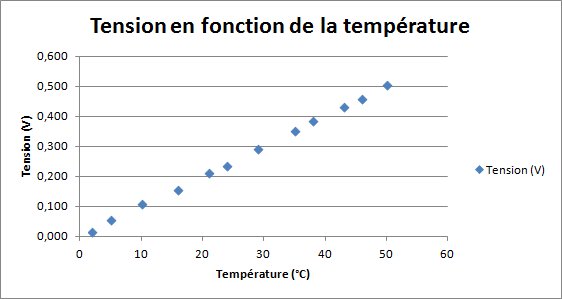 Tension en fonction de la température
0,600
0,500
0,400
0,300
0,200
0,100
0,000
Tension (V)
0 10 20 30 40 50 60
Température (°C)
Tension (V)